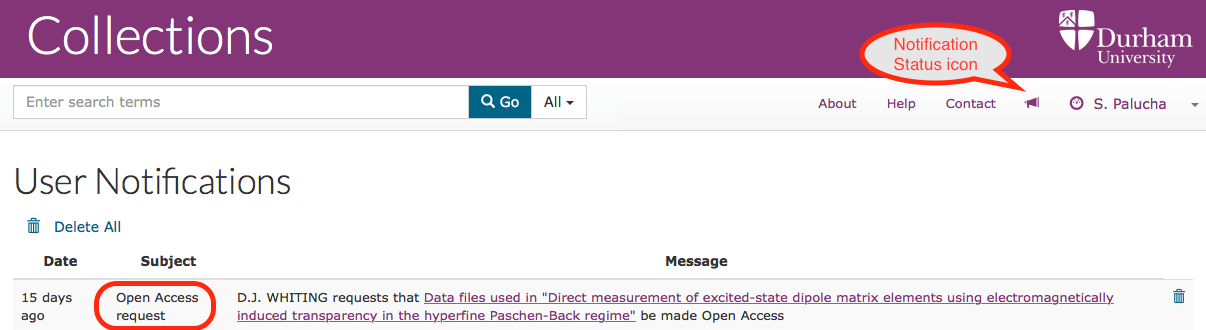 Collections
Notification
Status icon
Durham
University
Enter search terms
Go
All
About
Help
Contact
S. Palucha
User Notifications
Delete All
Date
Subject
Message
15 days
ago
Open Access
request
D.J. WHITING requests that Data files used in "Direct measurement of excited-state dipole matrix elements using electromagnetically
induced transparency in the hyperfine Paschen-Back regime" be made Open Access